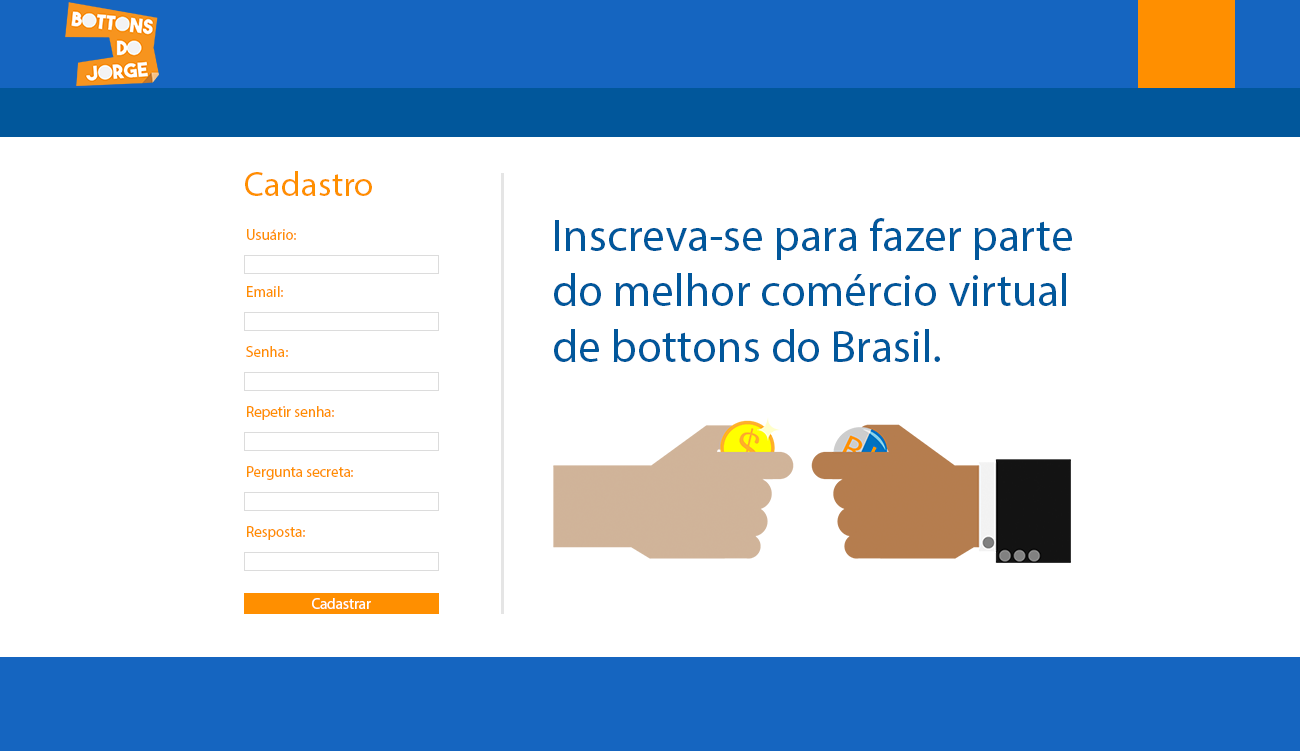 BOTTONS
DO
JORGE
Cadastro
Usuário:
Email:
Senha:
Repetir senha:
Pergunta secreta:
Resposta:
Cadastrar
Inscreva-se para fazer parte
do melhor comércio virtual
de bottons do Brasil.
$